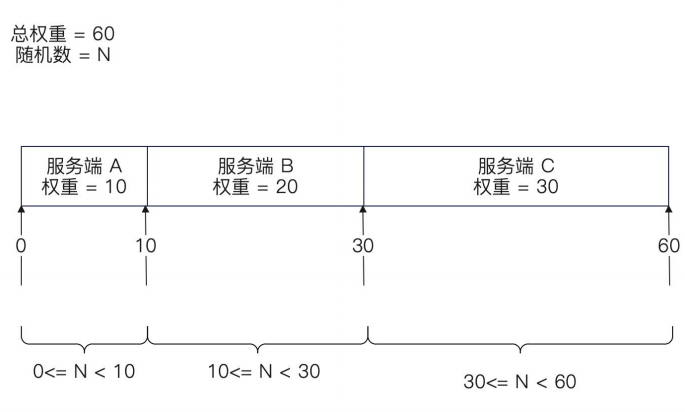 总权重 = 60
随机数 = N
服务端 A
权重 = 10
服务端 B
权重 = 20
服务端 C
权重 = 30
0
10
30
60
0<= N < 10
10<= N < 30
30<= N < 60